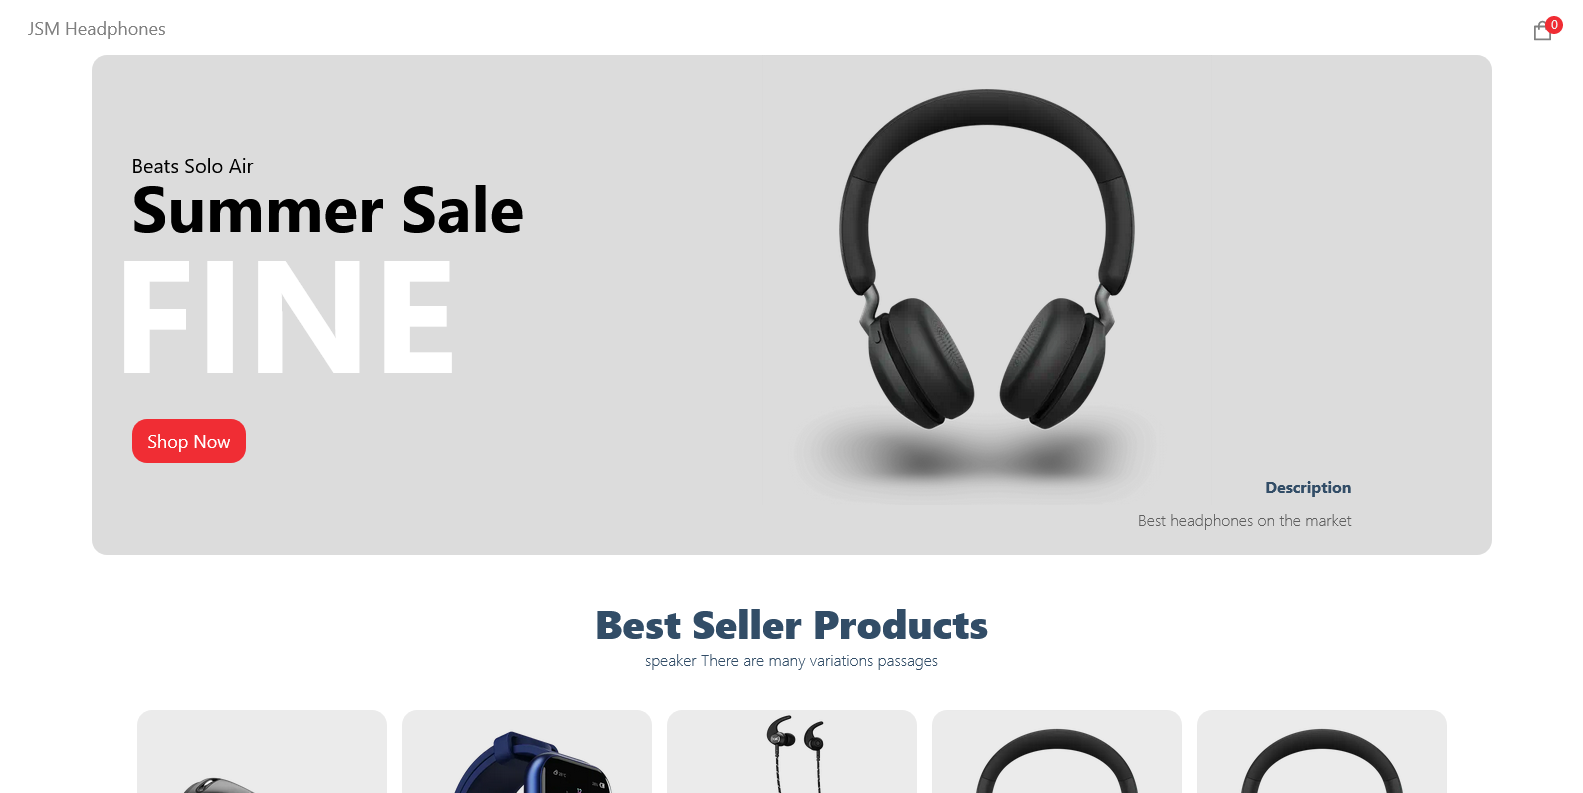 JSM Headphones
0
Beats Solo Air
Summer Sale
FINE
Shop Now
Description
Best headphones on the market
Best Seller Products
speaker There are many variations passages